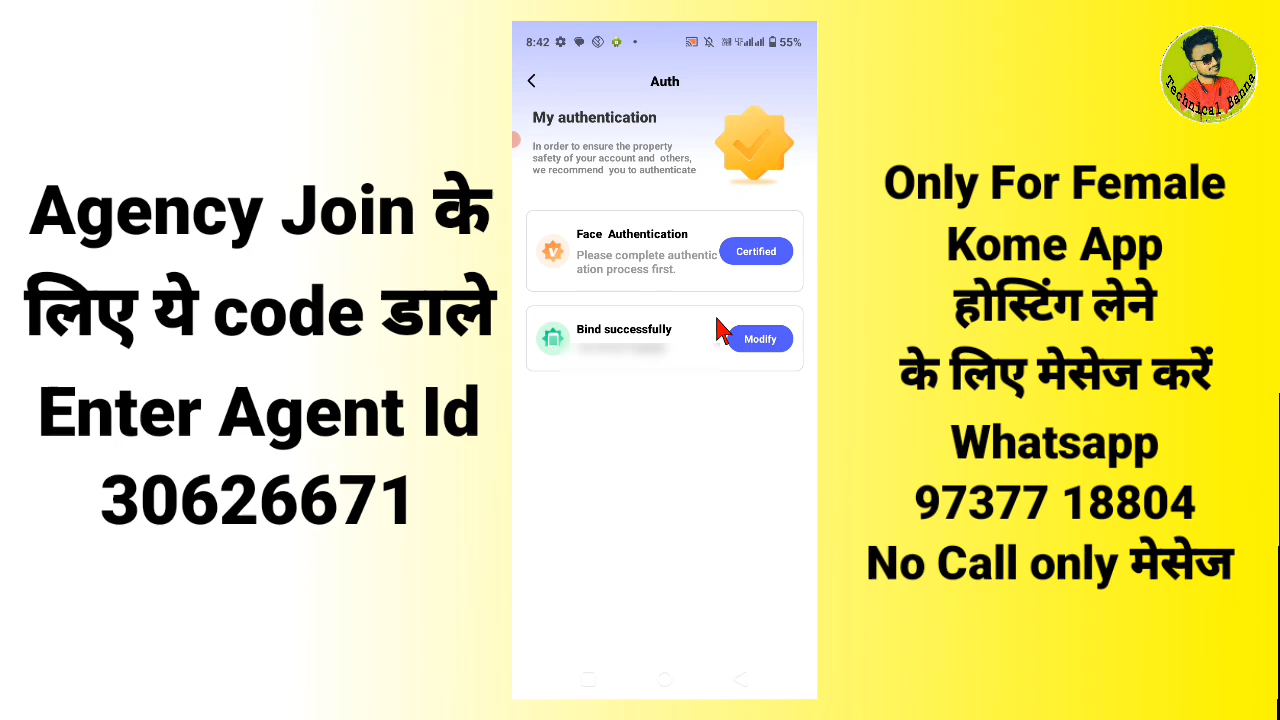 Agency Join के
लिए ये code डाले
Enter Agent Id
30626671
8:42
55%
Auth
My authentication
In order to ensure the property
safety of your account and others,
we recommend you to authenticate
Face Authentication
Please complete authentic
ation process first.
Certified
Bind successfully
Modify
Technical Banna
Only For Female
Kome App
होस्टिंग लेने
के लिए मेसेज करें
Whatsapp
97377 18804
No Call only मेसेज